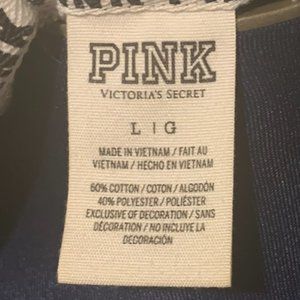 PINK
VICTORIA'S SECRET
L | G
MADE IN VIETNAM / FAIT AU
VIETNAM / HECHO EN VIETNAM
60% COTTON / COTON / ALGODÓN
40% POLYESTER / POLIÉSTER
EXCLUSIVE OF DECORATION / SANS
DÉCORATION / NO INCLUYE LA
DECORACIÓN